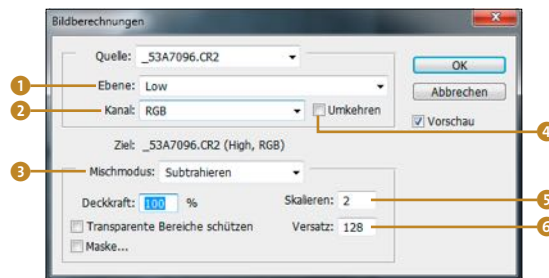 Bildberechnungen
Quelle: _53A7096.CR2
OK
1 Ebene: Low
Abbrechen
2 Kanal: RGB Umkehren
Vorschau
4
Ziel: _53A7096.CR2 (High, RGB)
3 Mischmodus: Subtrahieren
Deckkraft: 100 % Skalieren: 2 5
Transparente Bereiche schützen Versatz: 128 6
Maske...